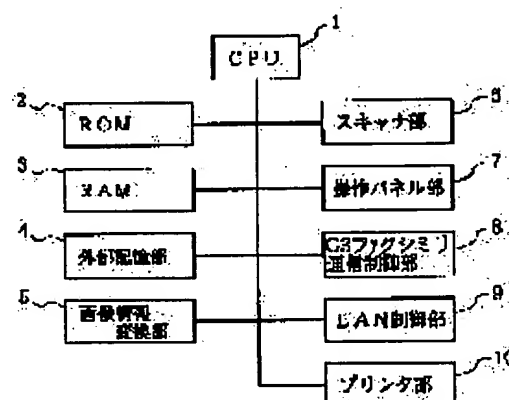 1
CPU
2
ROM
6
スキャナ部
3
RAM
7
操作パネル部
4
外部記憶部
8
G3ファクシミリ
通信制御部
5
画像情報
変換部
9
LAN制御部
10
プリンタ部